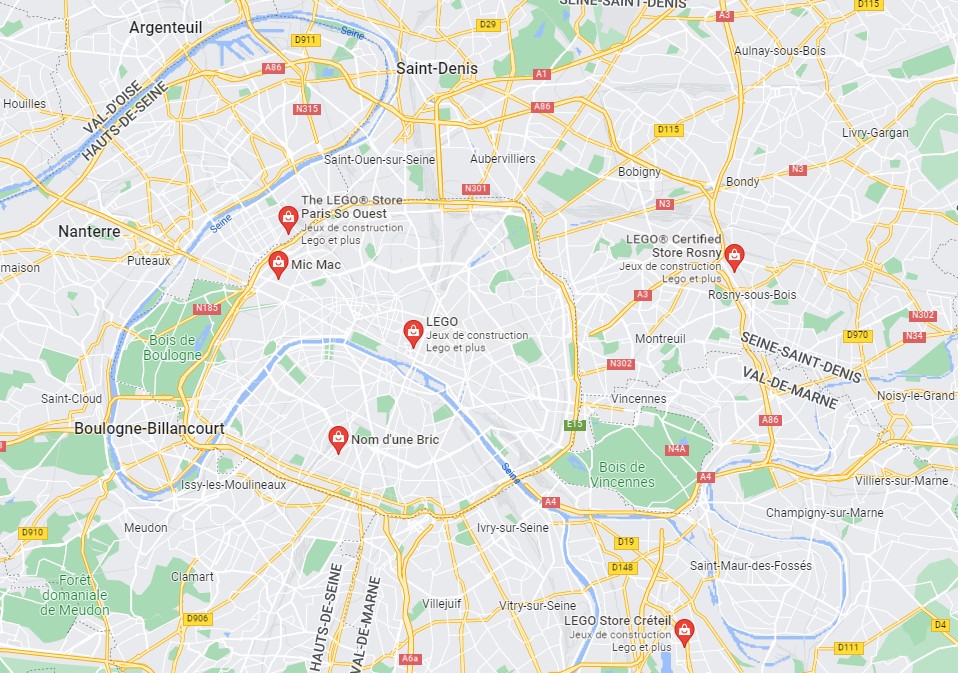 SEINE-SAINT-DENIS
D115
A3
Argenteuil
D29
Seine
D911
Aulnay-sous-Bois
Saint-Denis
A86
A1
Houilles
VAL-D'OISE
HAUTS-DE-SEINE
N315
A86
D115
Livry-Gargan
Saint-Ouen-sur-Seine
Aubervilliers
Bobigny
N3
Bondy
N301
N3
The LEGO® Store
Paris So Ouest
Jeux de construction
Lego et plus
Seine
Nanterre
LEGO® Certified
Store Rosny
Jeux de construction
Lego et plus
Puteaux
Mic Mac
maison
A3
Rosny-sous-Bois
N185
N302
LEGO
Jeux de construction
Lego et plus
Bois de
Boulogne
Montreuil
D970
N34
SEINE-SAINT-DENIS
VAL-DE-MARNE
N302
Saint-Cloud
Vincennes
Noisy-le-Grand
A86
Boulogne-Billancourt
E15
Nom d'une Bric
N4A
Bois de
Vincennes
Seine
A4
Issy-les-Moulineaux
Villiers-sur-Marne
A4
Champigny-sur-Marne
Meudon
Ivry-sur-Seine
D910
D19
D148
Saint-Maur-des-Fossés
Clamart
Forêt
domaniale
de Meudon
HAUTS-DE-SEINE
VAL-DE-MARNE
Villejuif
Vitry-sur-Seine
D906
LEGO Store Créteil
Jeux de construction
Lego et plus
D4
D111
A6a